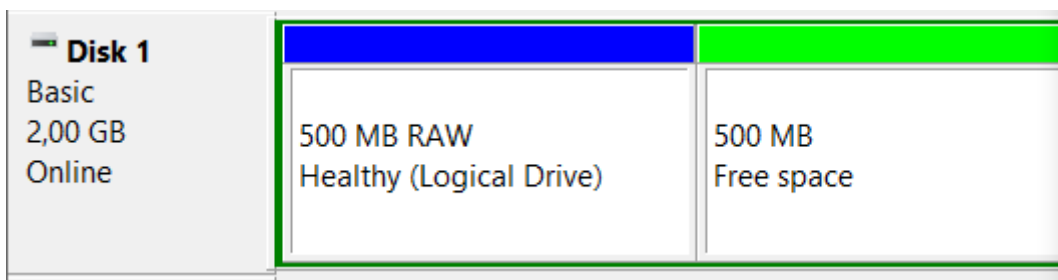 Disk 1
Basic
2,00 GB
Online
500 MB RAW
Healthy (Logical Drive)
500 MB
Free space